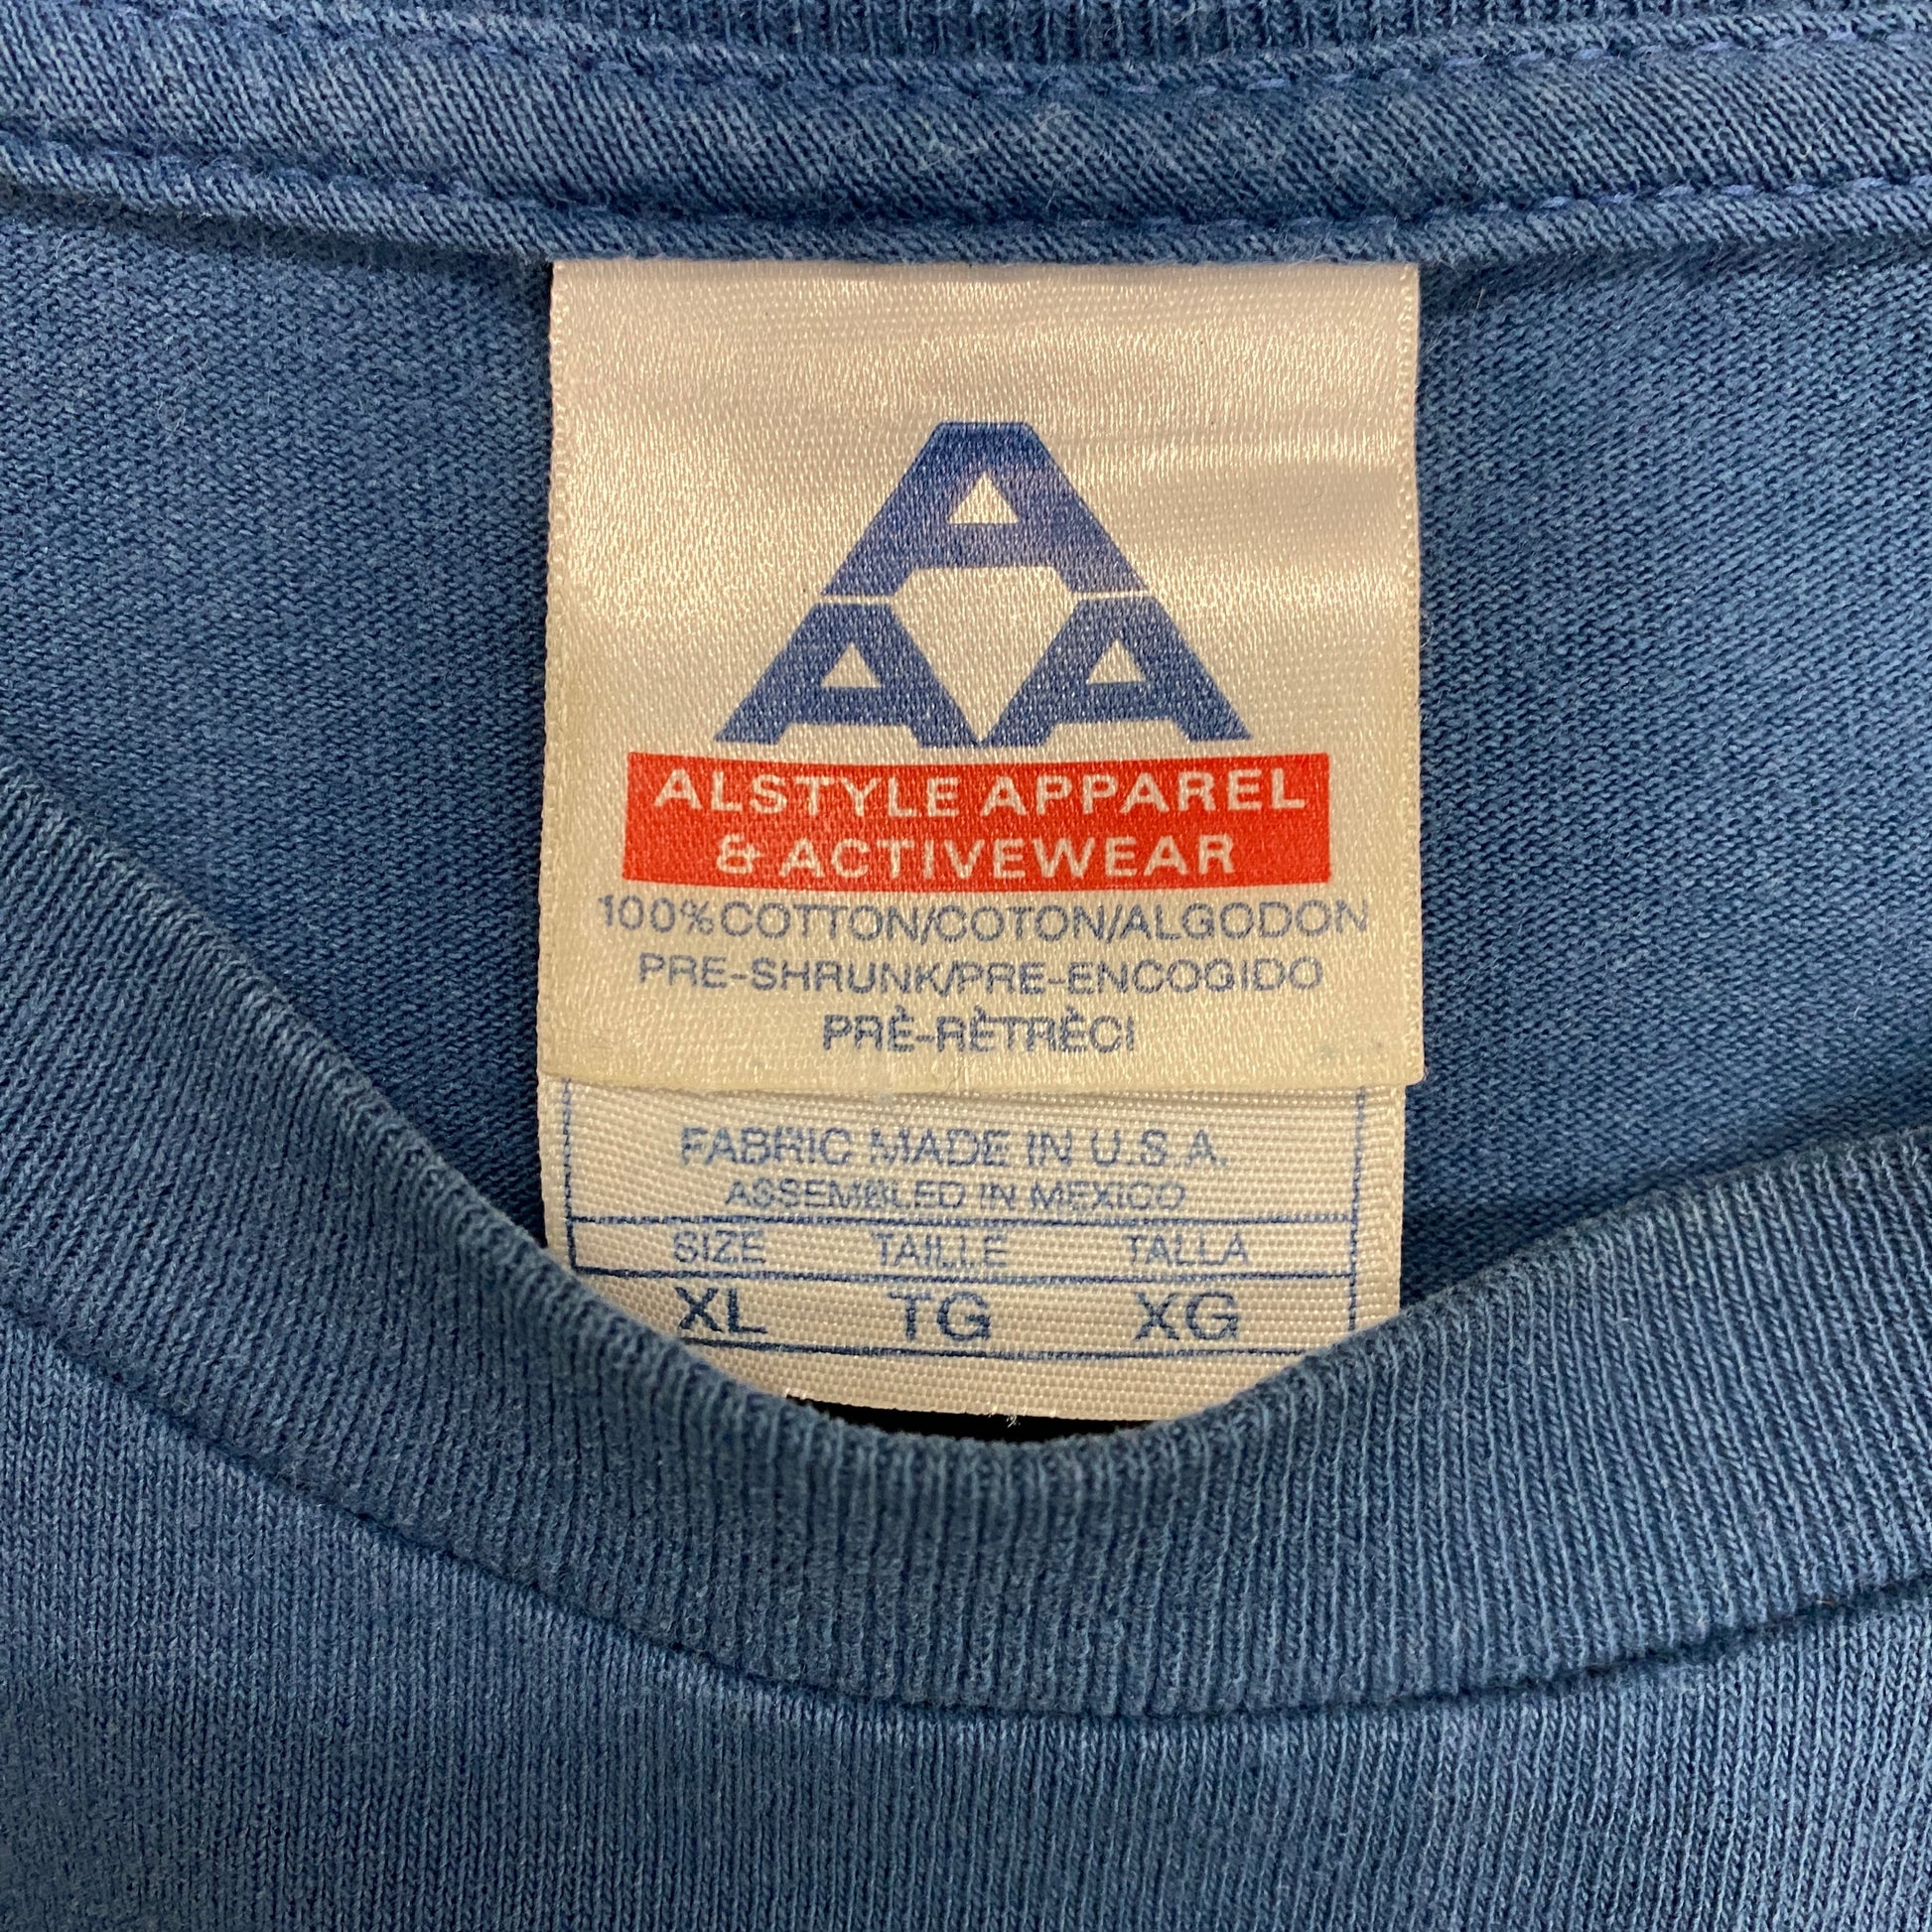 A
A A
ALSTYLE APPAREL
& ACTIVEWEAR
100% COTTON/COTON/ALGODON
PRE-SHRUNK/PRE-ENCOGIDO
PRÈ-RÈTRÈCI
FABRIC MADE IN U.S.A.
ASSEMBLED IN MEXICO
SIZE TAILLE TALLA
XL TG XG